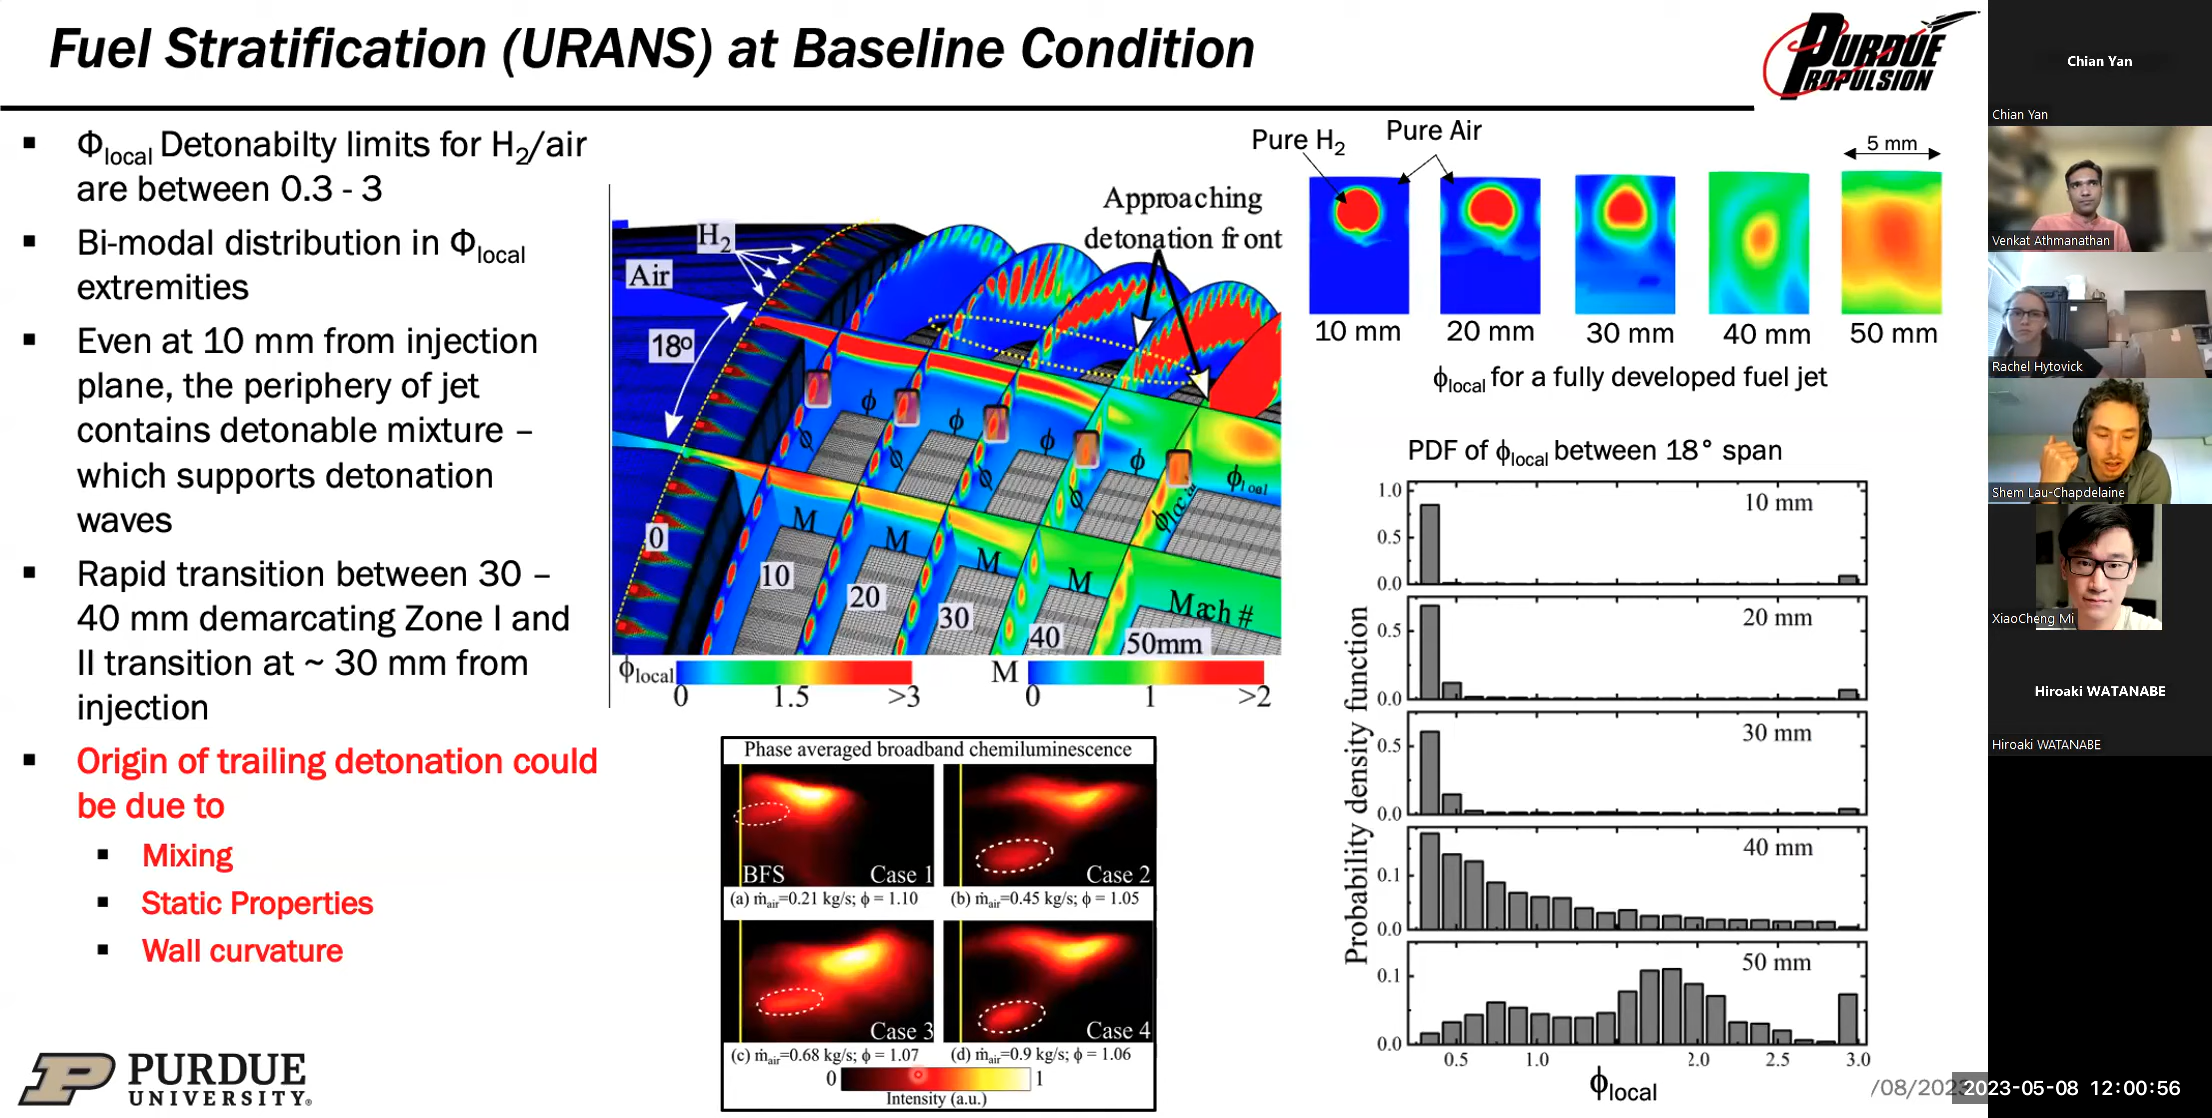 Fuel Stratification (URANS) at Baseline Condition
PURDUE
PROPULSION
▪ Φlocal Detonabilty limits for H2/air
are between 0.3 - 3
▪ Bi-modal distribution in Φlocal
extremities
▪ Even at 10 mm from injection
plane, the periphery of jet
contains detonable mixture –
which supports detonation
waves
▪ Rapid transition between 30 –
40 mm demarcating Zone I and
II transition at ~ 30 mm from
injection
▪ Origin of trailing detonation could
be due to
▪ Mixing
▪ Static Properties
▪ Wall curvature
P PURDUE
UNIVERSITY®
Approaching
detonation front
H2
Air
18º
0
ϕ ϕ ϕ ϕ
ϕ ϕ ϕ ϕ
ϕlocal
ϕlocal
M M M M Mach #
10 20 30 40 50mm
ϕlocal
0 1.5 >3
M
0 1 >2
Phase averaged broadband chemiluminescence
BFS Case 1
Case 2
(a) ṁair=0.21 kg/s; ϕ = 1.10
(b) ṁair=0.45 kg/s; ϕ = 1.05
Case 3
Case 4
(c) ṁair=0.68 kg/s; ϕ = 1.07
(d) ṁair=0.9 kg/s; ϕ = 1.06
0 1
Intensity (a.u.)
Pure H2
Pure Air
5 mm
10 mm 20 mm 30 mm 40 mm 50 mm
ϕlocal for a fully developed fuel jet
PDF of ϕlocal between 18° span
Probability density function
1.0
0.5
0.0
10 mm
0.5
0.0
20 mm
0.5
0.0
30 mm
0.1
0.0
40 mm
0.1
0.0
50 mm
0.5 1.0 2.0 2.5 3.0
ϕlocal
/08/2023
2023-05-08 12:00:56
Chian Yan
Chian Yan
Venkat Athmanathan
Rachel Hytovick
Shem Lau-Chapdelaine
XiaoCheng Mi
Hiroaki WATANABE
Hiroaki WATANABE